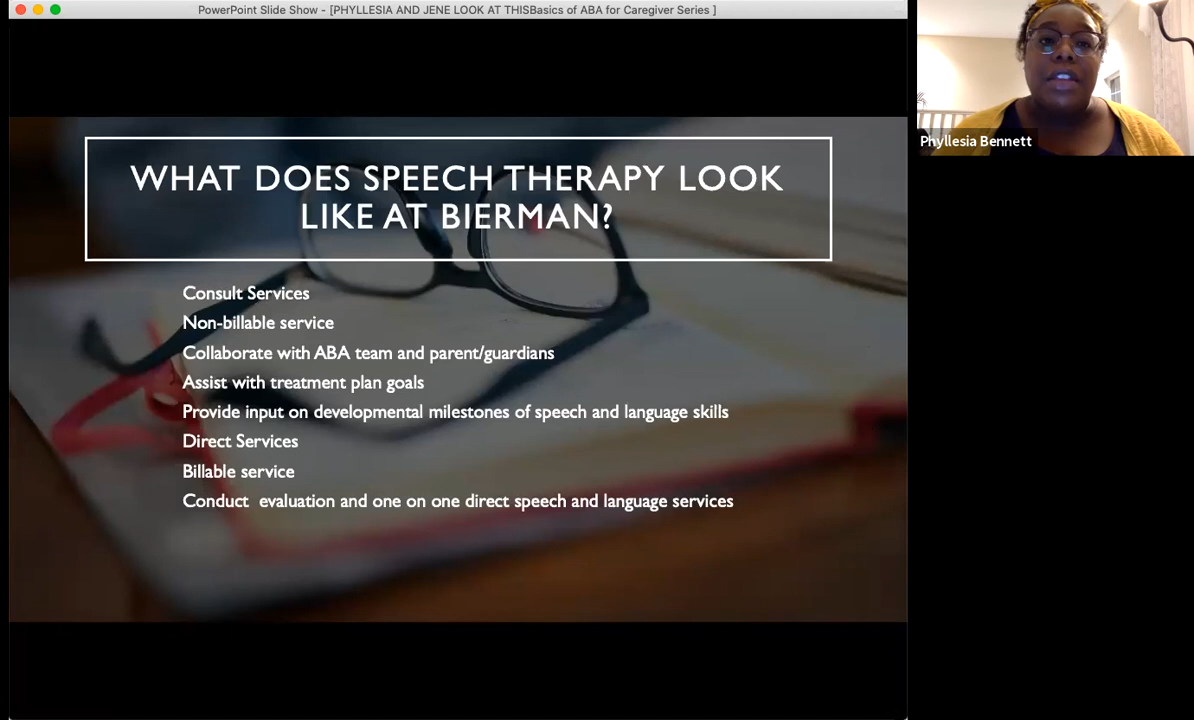 PowerPoint Slide Show - [PHYLLESIA AND JENE LOOK AT THISBasics of ABA for Caregiver Series ]
Phyllesia Bennett
WHAT DOES SPEECH THERAPY LOOK
LIKE AT BIERMAN?
Consult Services
Non-billable service
Collaborate with ABA team and parent/guardians
Assist with treatment plan goals
Provide input on developmental milestones of speech and language skills
Direct Services
Billable service
Conduct  evaluation and one on one direct speech and language services